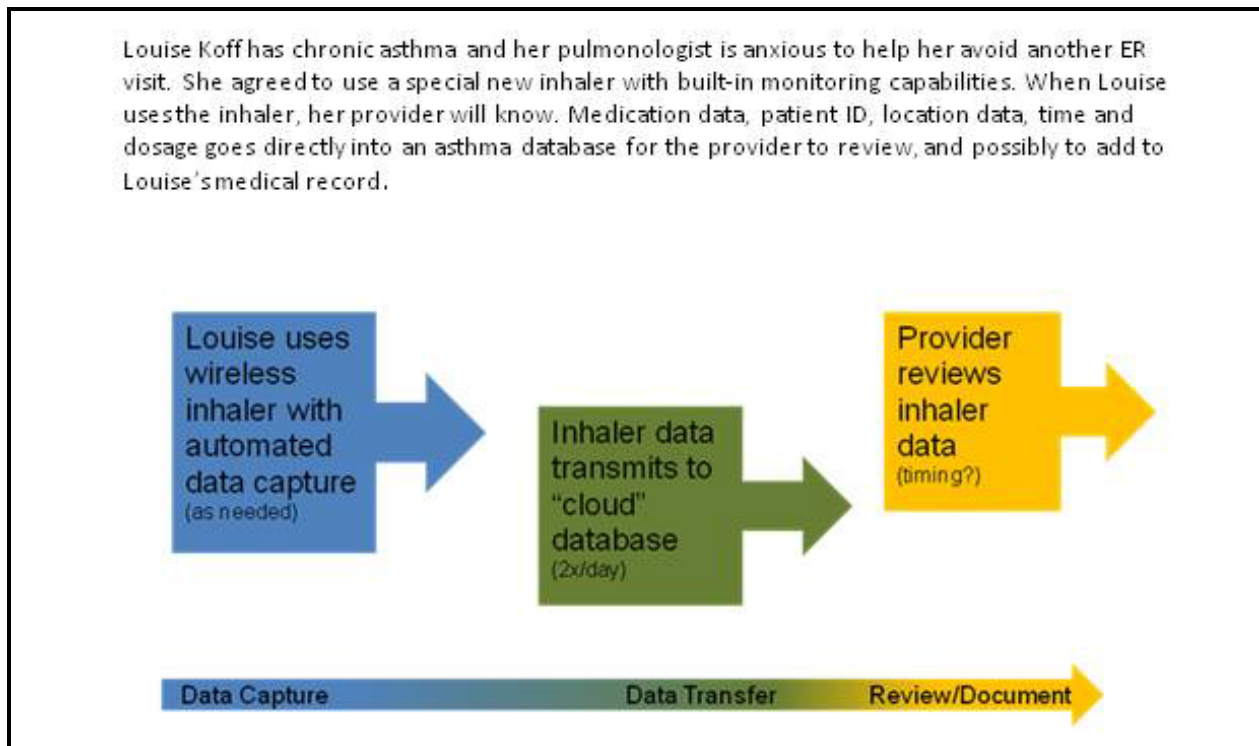 Louise Koff has chronic asthma and her pulmonologist is anxious to help her avoid another ER
visit. She agreed to use a special new inhaler with built-in monitoring capabilities. When Louise
uses the inhaler, her provider will know. Medication data, patient ID, location data, time and
dosage goes directly into an asthma database for the provider to review, and possibly to add to
Louise's medical record.
Louise uses
wireless
inhaler with
automated
data capture
(as needed)
Inhaler data
transmits to
“cloud”
database
(2x/day)
Provider
reviews
inhaler
data
(timing?)
Data Capture
Data Transfer
Review/Document